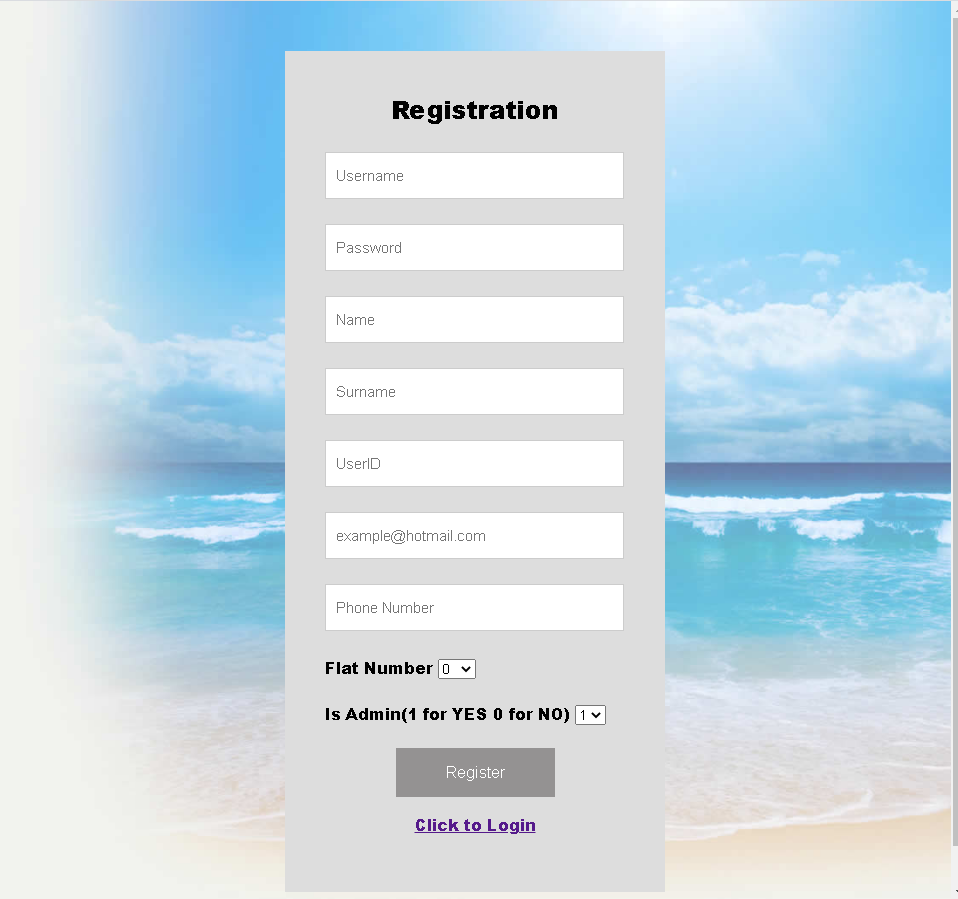 Registration
Username
Password
Name
Surname
UserID
example@hotmail.com
Phone Number
Flat Number 0
Is Admin(1 for YES 0 for NO) 1
Register
Click to Login